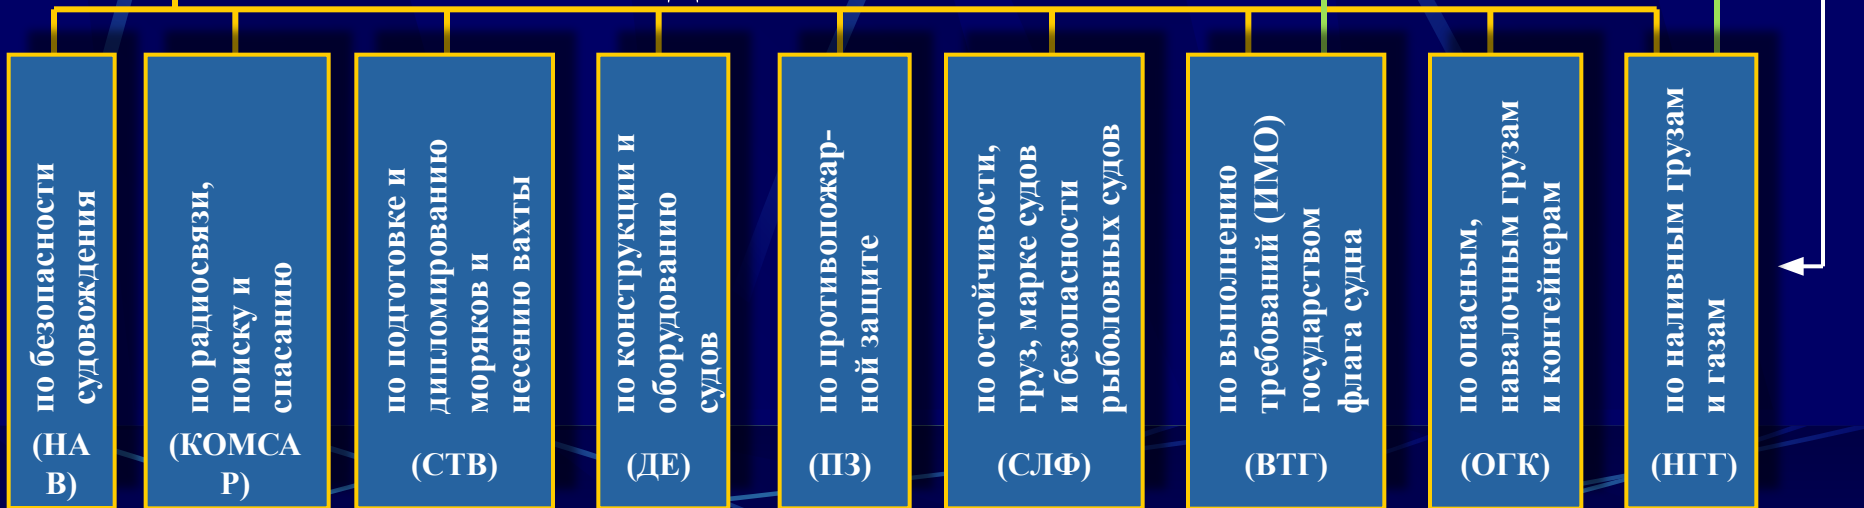 по безопасности
судовождения
(НА
В)
по радиосвязи,
поиску и
спасанию
(КОМСА
Р)
по подготовке и
дипломированию
моряков и
несению вахты
(СТВ)
по конструкции и
оборудованию
судов
(ДЕ)
по противопожар-
ной защите
(ПЗ)
по остойчивости,
груз, марке судов
и безопасности
рыболовных судов
(СЛФ)
по выполнению
требований (ИМО)
государством
флага судна
(ВТГ)
по опасным,
навалочным грузам
и контейнерам
(ОГК)
по наливным грузам
и газам
(НГГ)